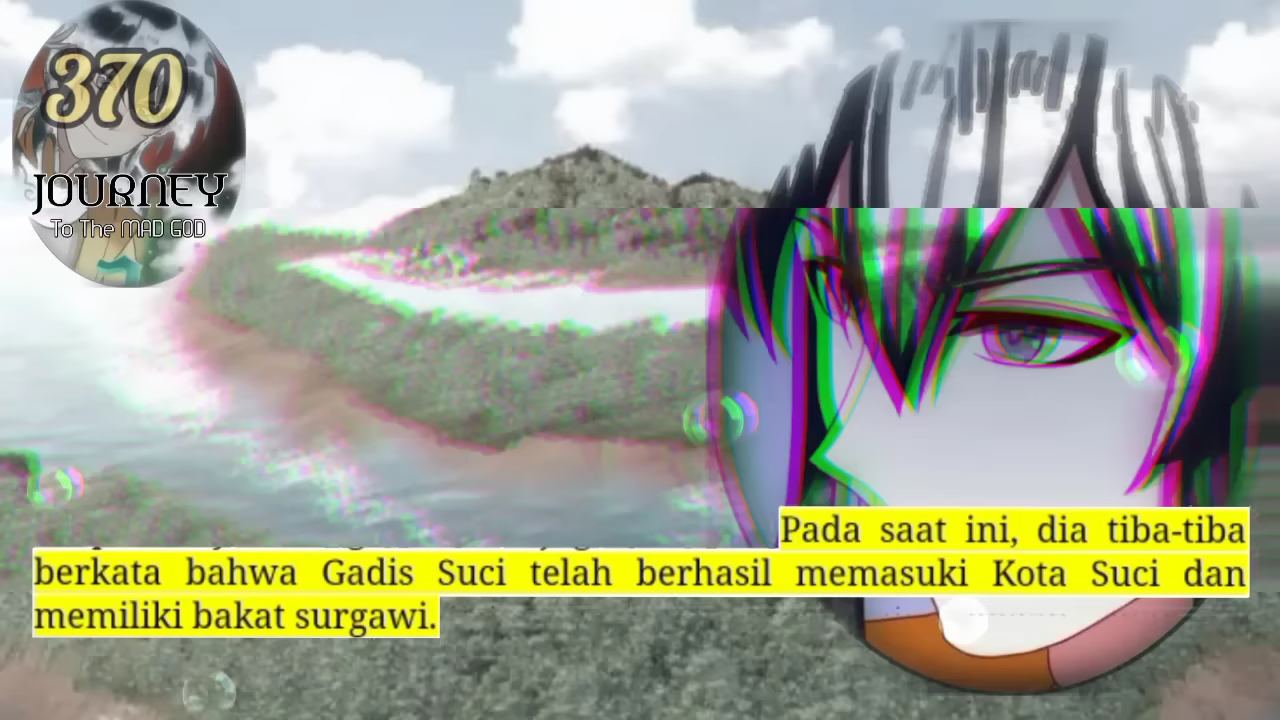 370
JOURNEY
To The MAD GOD
Pada saat ini, dia tiba-tiba
berkata bahwa Gadis Suci telah berhasil memasuki Kota Suci dan
memiliki bakat surgawi.